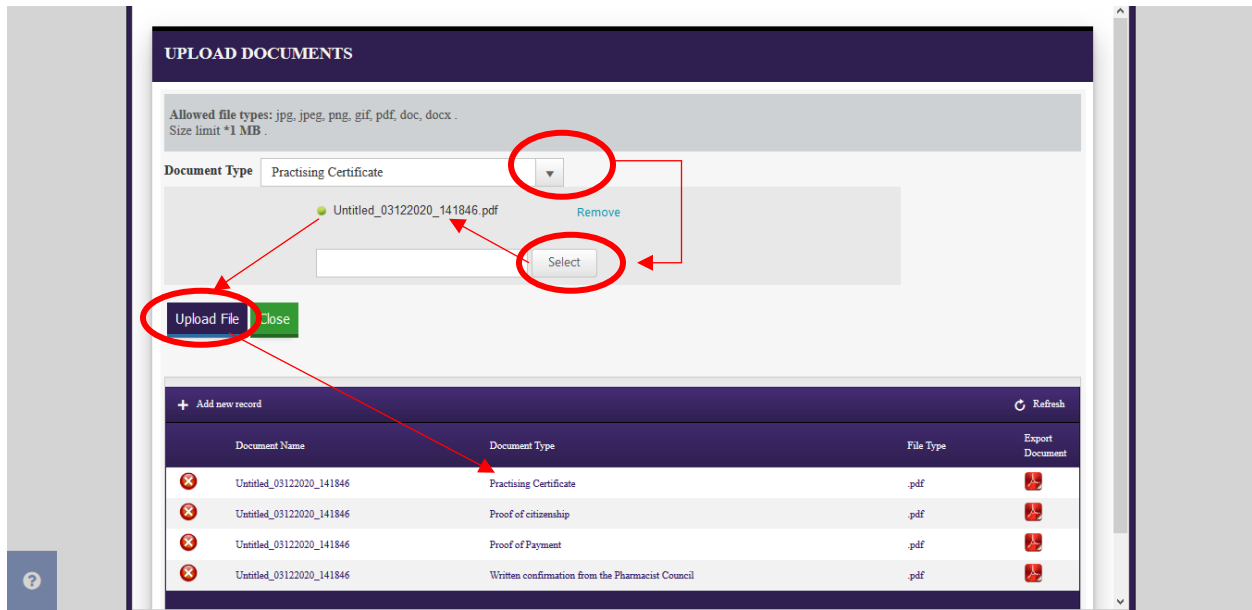 UPLOAD DOCUMENTS
Allowed file types: jpg, jpeg, png, gif, pdf, doc, docx .
Size limit *1 MB .
Document Type Practising Certificate
Untitled_03122020_141846.pdf Remove
Select
Upload File Close
Add new record Refresh
Document Name Document Type File Type Export Document
Untitled_03122020_141846 Practising Certificate .pdf
Untitled_03122020_141846 Proof of citizenship .pdf
Untitled_03122020_141846 Proof of Payment .pdf
Untitled_03122020_141846 Written confirmation from the Pharmacist Council .pdf